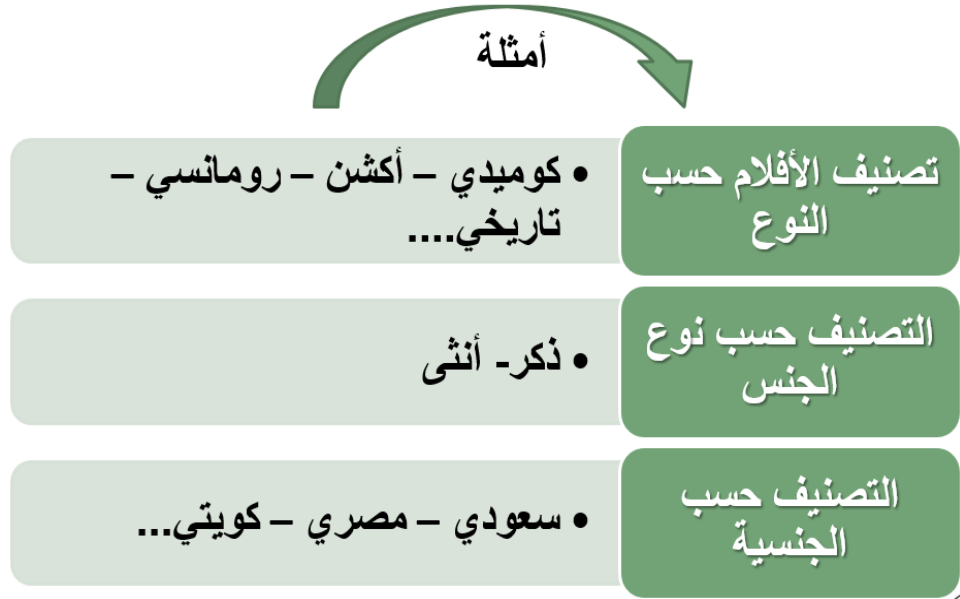 أمثلة
تصنيف الأفلام حسب
النوع
• كوميدي – أكشن – رومانسي –
تاريخي....
التصنيف حسب نوع
الجنس
• ذكر- أنثى
التصنيف حسب
الجنسية
• سعودي – مصري – كويتي...